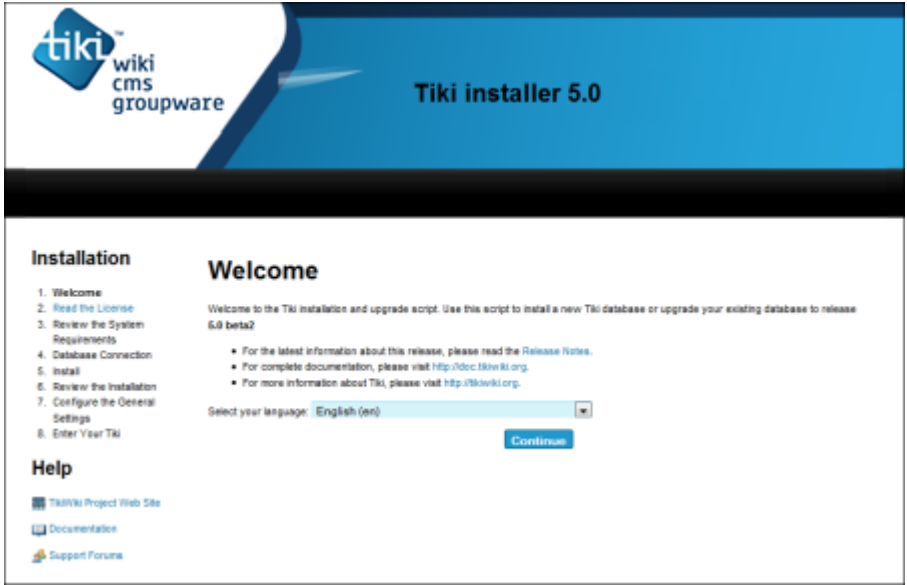 tiki™
wiki
cms
groupware
Tiki installer 5.0
Installation
1. Welcome
2. Read the License
3. Review the System
Requirements
4. Database Connection
5. Install
6. Review the Installation
7. Configure the General
Settings
8. Enter Your Tiki
Help
TikiWiki Project Web Site
Documentation
Support Forums
Welcome
Welcome to the Tiki installation and upgrade script. Use this script to install a new Tiki database or upgrade your existing database to release
5.0 beta2
• For the latest information about this release, please read the Release Notes.
• For complete documentation, please visit http://doc.tikiwiki.org.
• For more information about Tiki, please visit http://tikiwiki.org.
Select your language: English (en)
Continue